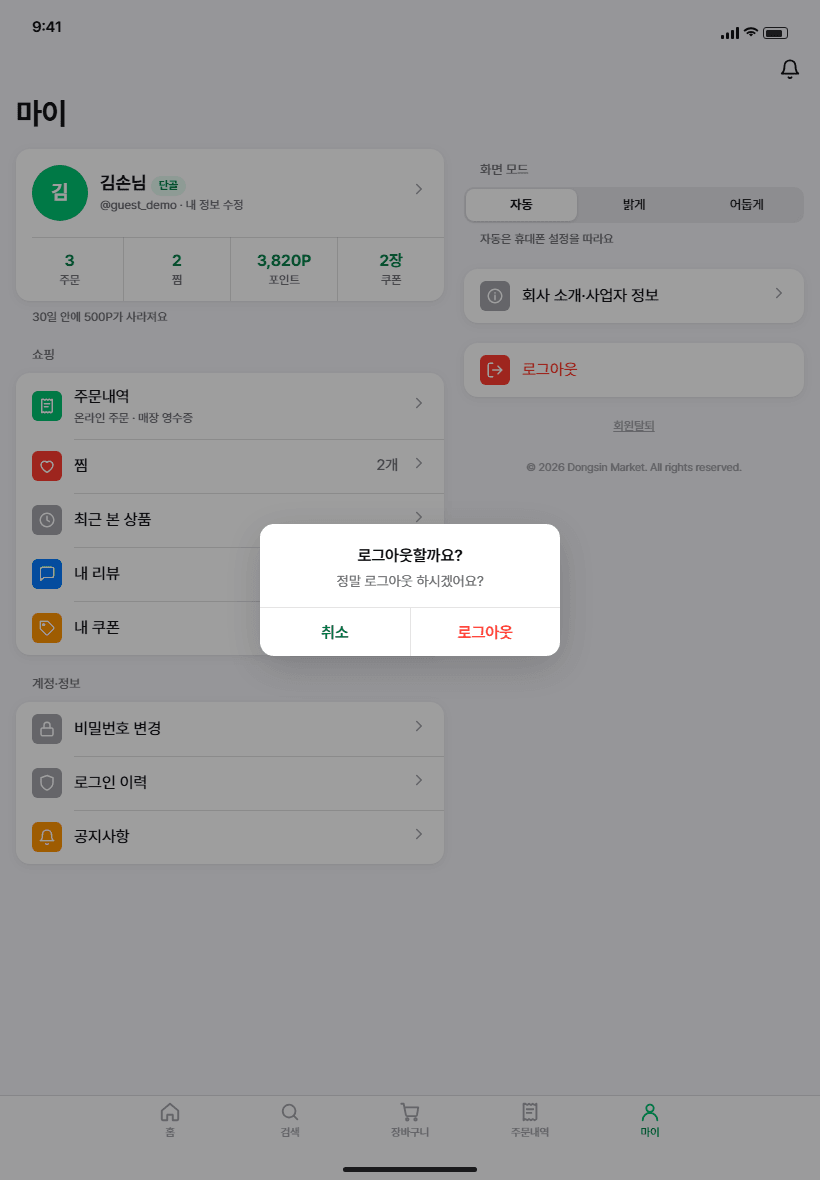 9:41
마이
김
김손님 단골
@guest_demo · 내 정보 수정
3
주문
2
찜
3,820P
포인트
2장
쿠폰
30일 안에 500P가 사라져요
쇼핑
주문내역
온라인 주문 · 매장 영수증
찜
2개
최근 본 상품
내 리뷰
내 쿠폰
계정·정보
비밀번호 변경
로그인 이력
공지사항
화면 모드
자동
밝게
어둡게
자동은 휴대폰 설정을 따라요
회사 소개·사업자 정보
로그아웃
회원탈퇴
© 2026 Dongsin Market. All rights reserved.
로그아웃할까요?
정말 로그아웃 하시겠어요?
취소
로그아웃
홈
검색
장바구니
주문내역
마이